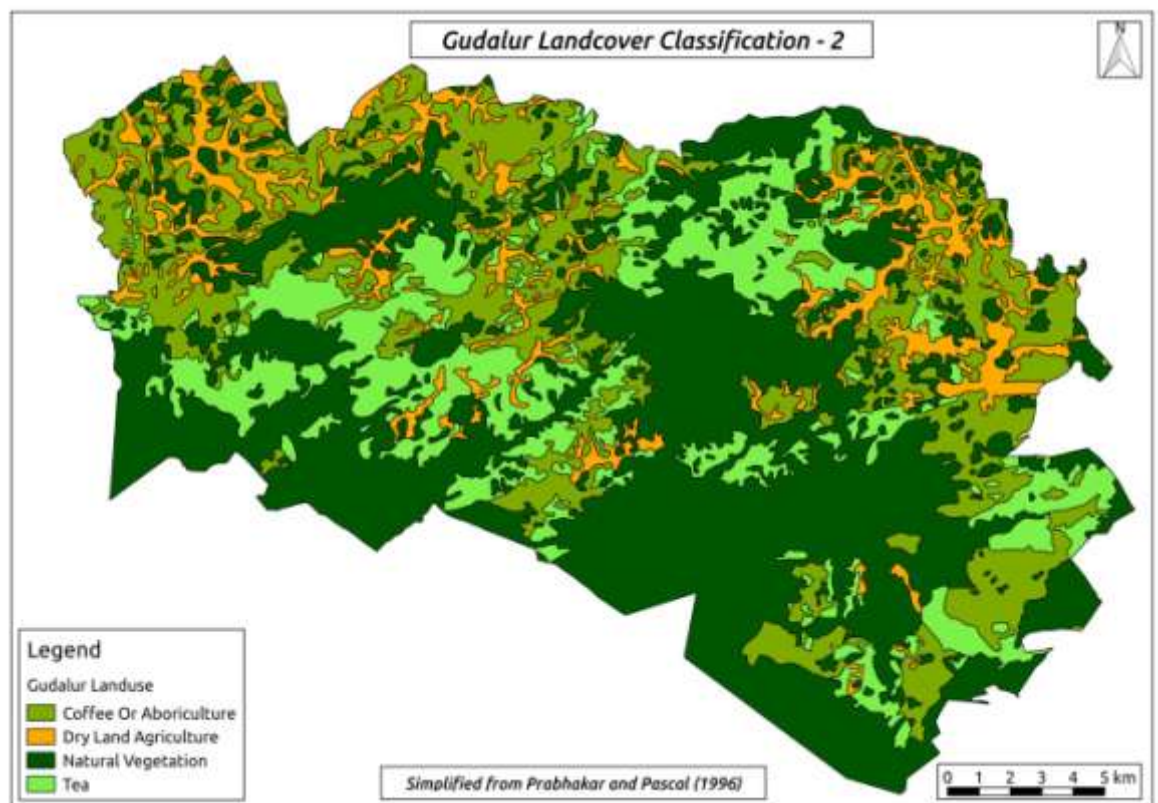 Gudalur Landcover Classification - 2
N
Legend
Gudalur Landuse
Coffee Or Aboriculture
Dry Land Agriculture
Natural Vegetation
Tea
Simplified from Prabhakar and Pascal (1996)
0 1 2 3 4 5 km